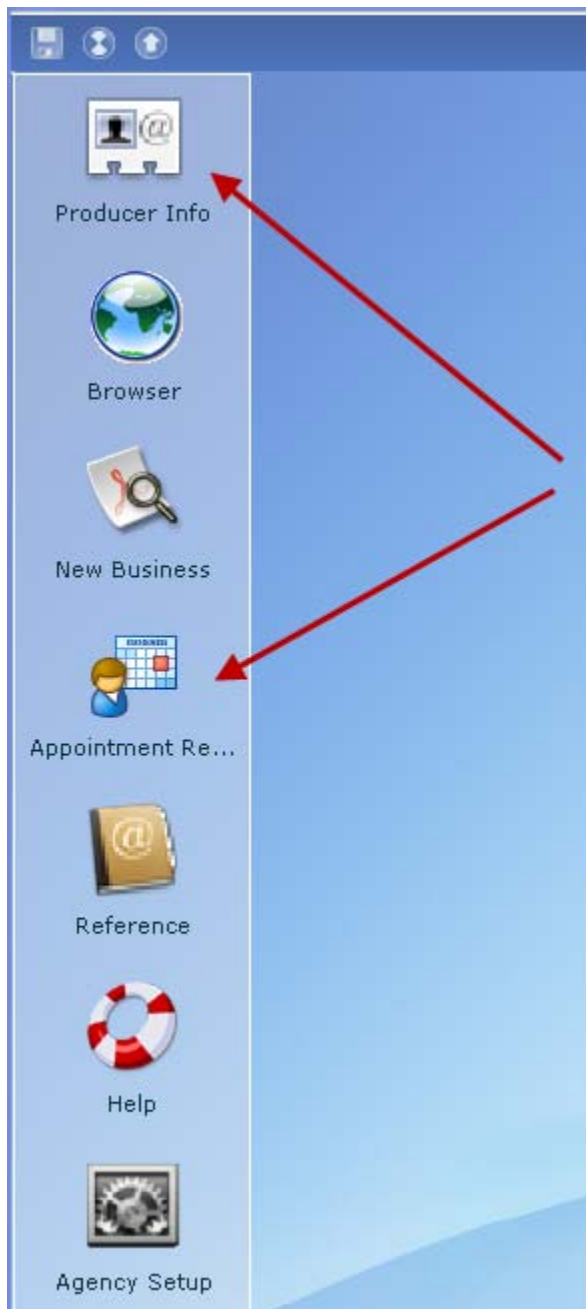 Producer Info
Browser
New Business
Appointment Re...
Reference
Help
Agency Setup